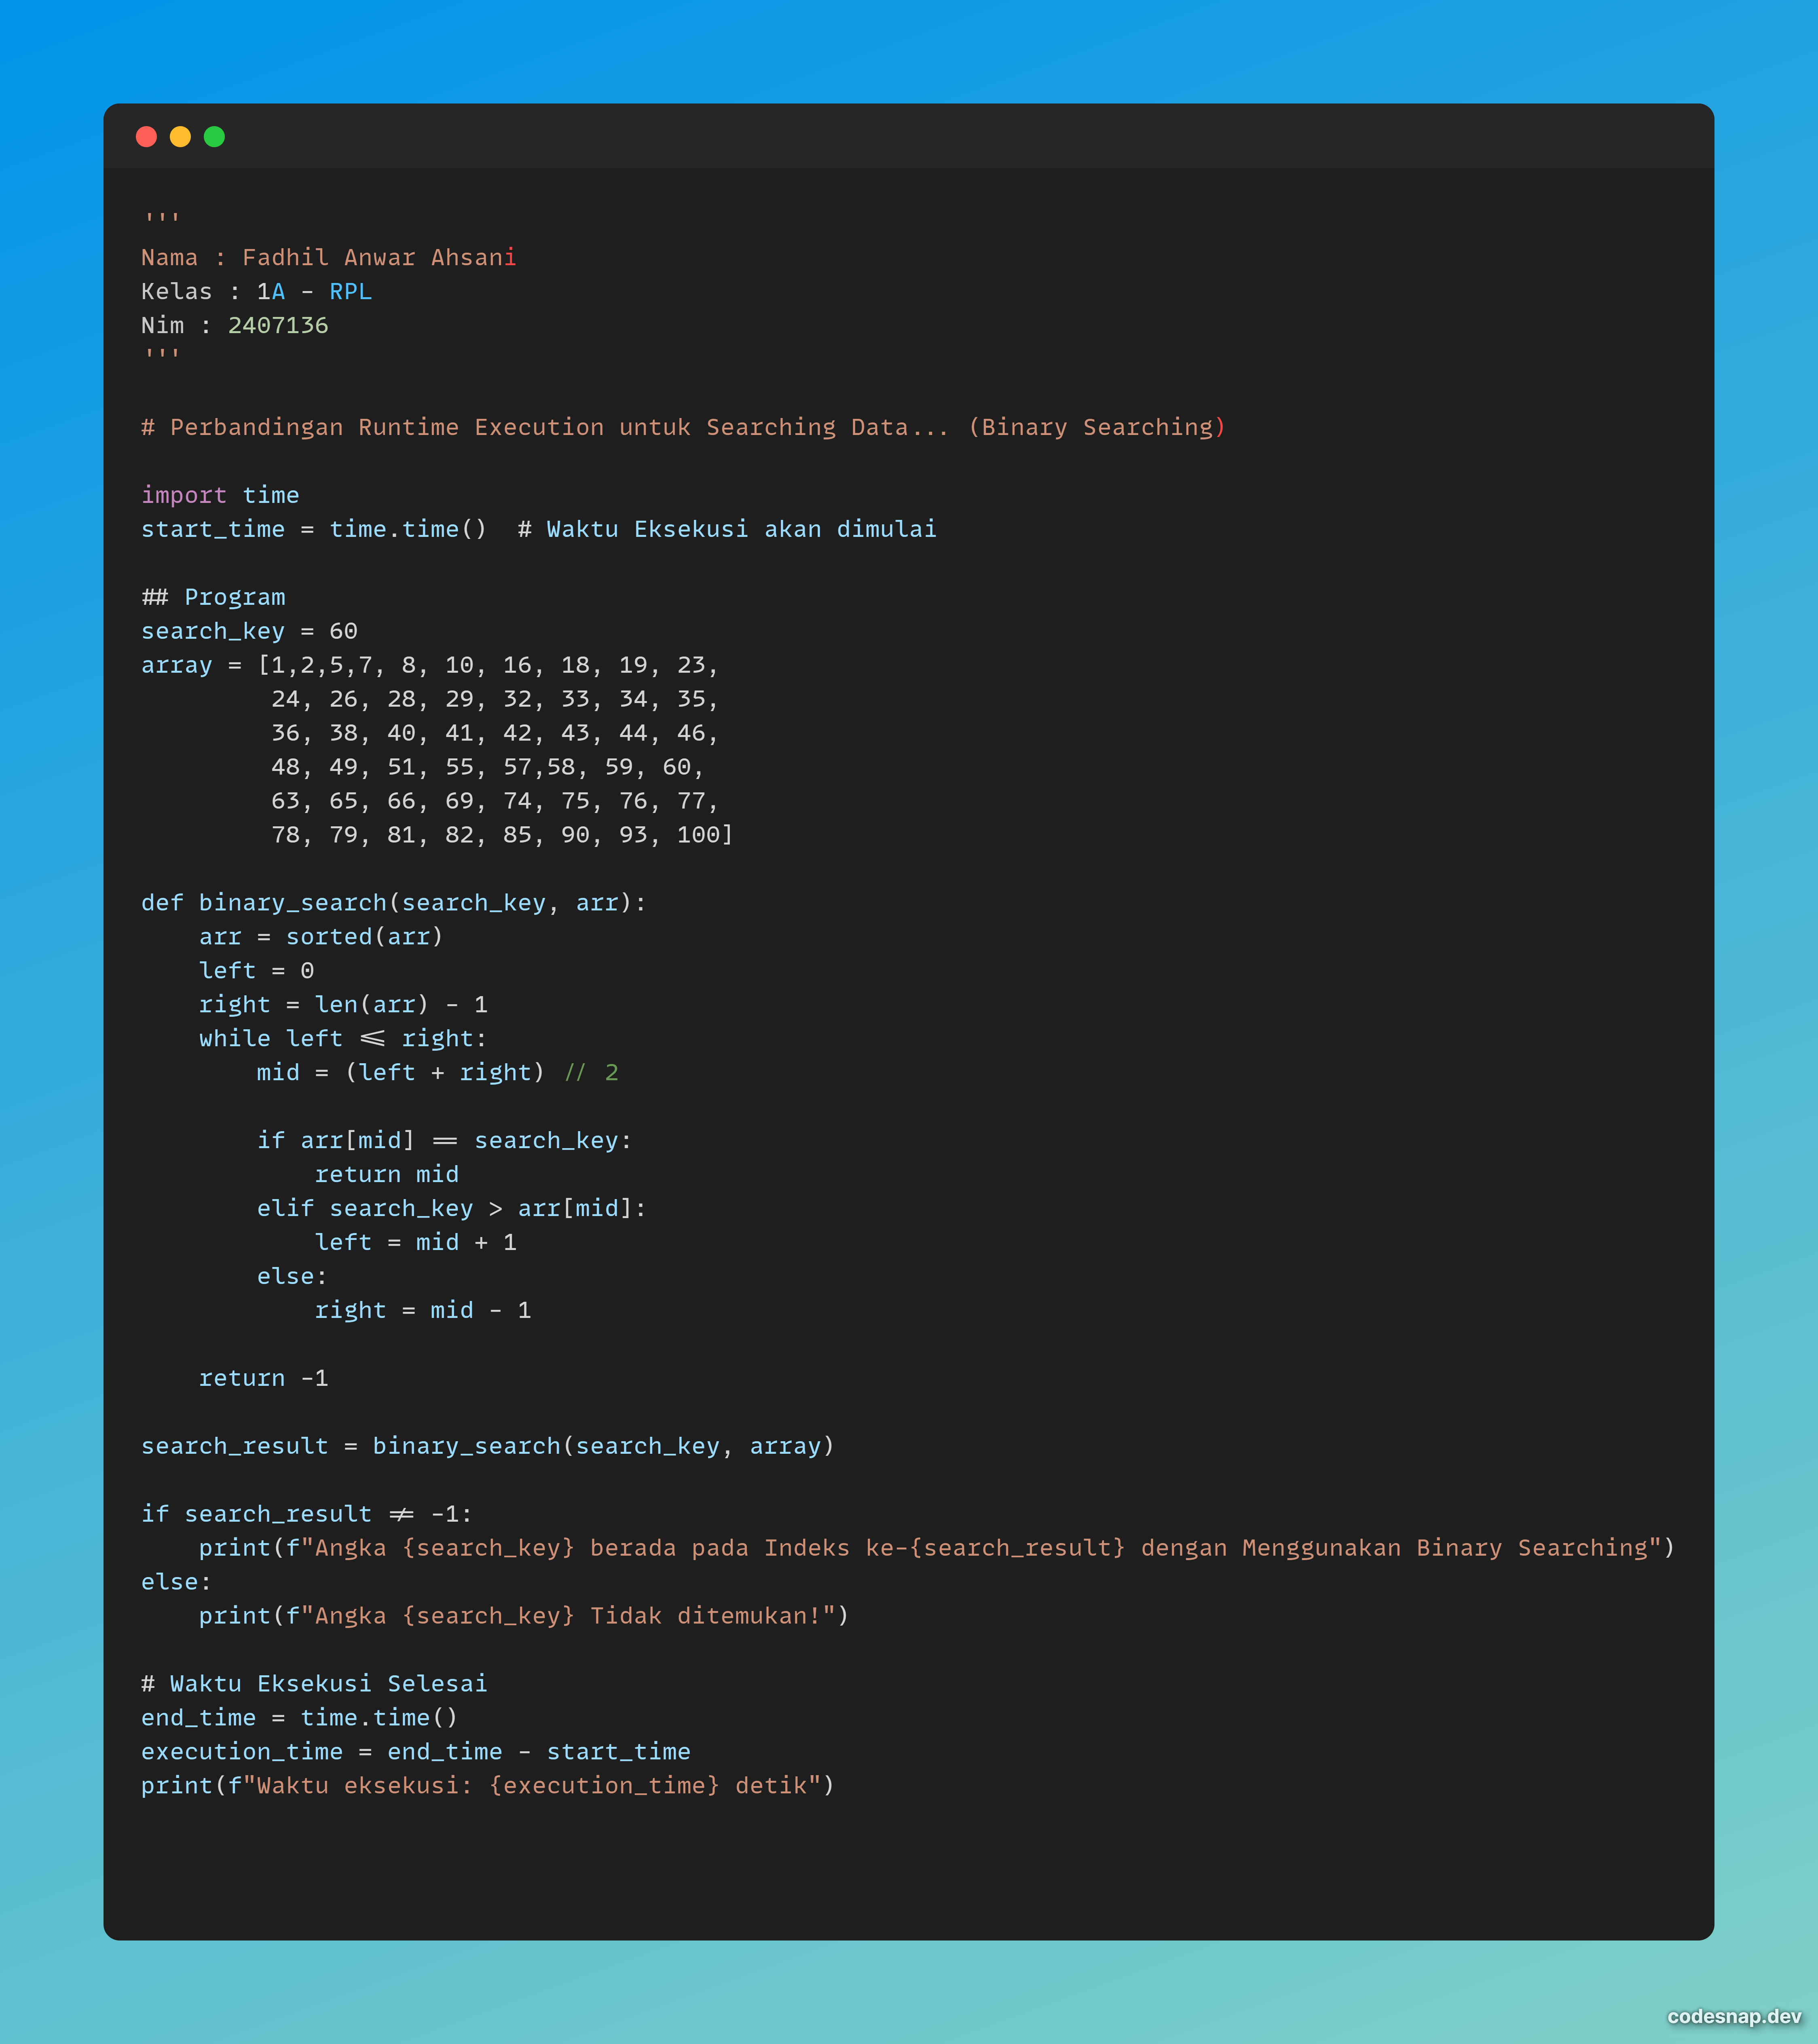 '''
Nama : Fadhil Anwar Ahsani
Kelas : 1A - RPL
Nim : 2407136
'''
# Perbandingan Runtime Execution untuk Searching Data... (Binary Searching)
import time
start_time = time.time()  # Waktu Eksekusi akan dimulai
## Program
search_key = 60
array = [1,2,5,7, 8, 10, 16, 18, 19, 23,
         24, 26, 28, 29, 32, 33, 34, 35,
         36, 38, 40, 41, 42, 43, 44, 46,
         48, 49, 51, 55, 57,58, 59, 60,
         63, 65, 66, 69, 74, 75, 76, 77,
         78, 79, 81, 82, 85, 90, 93, 100]
def binary_search(search_key, arr):
    arr = sorted(arr)
    left = 0
    right = len(arr) - 1
    while left <= right:
        mid = (left + right) // 2
        if arr[mid] == search_key:
            return mid
        elif search_key > arr[mid]:
            left = mid + 1
        else:
            right = mid - 1
    return -1
search_result = binary_search(search_key, array)
if search_result != -1:
    print(f"Angka {search_key} berada pada Indeks ke-{search_result} dengan Menggunakan Binary Searching")
else:
    print(f"Angka {search_key} Tidak ditemukan!")
# Waktu Eksekusi Selesai
end_time = time.time()
execution_time = end_time - start_time
print(f"Waktu eksekusi: {execution_time} detik")
codesnap.dev